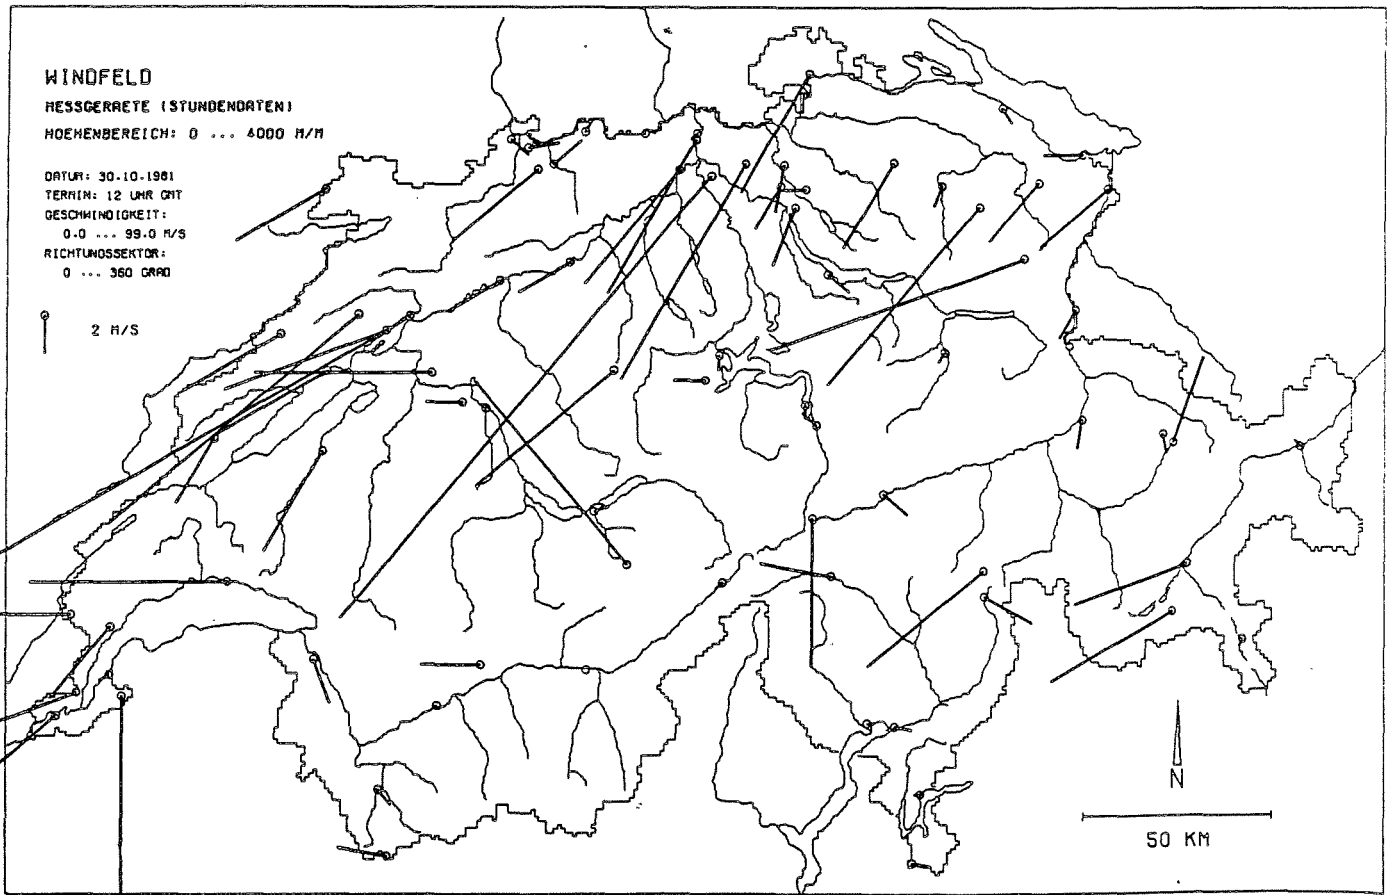 WINDFELD
MESSGERAETE (STUNDENDATEN)
HOEHENBEREICH: 0 ... 4000 M/M
DATUM: 30.10.1981
TERMIN: 12 UHR GMT
GESCHWINDIGKEIT:
0.0 ... 99.0 M/S
RICHTUNGSSEKTOR:
0 ... 360 GRAD
2 M/S
N
50 KM